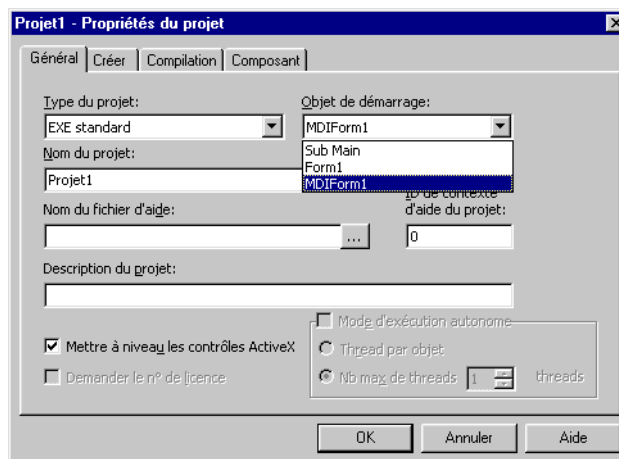 Projet1 - Propriétés du projet
Général
Créer
Compilation
Composant
Type du projet:
Objet de démarrage:
EXE standard
MDIForm1
Sub Main
Form1
MDIForm1
Nom du projet:
Projet1
Nom du fichier d'aide:
ID de contexte
d'aide du projet:
...
0
Description du projet:
Mettre à niveau les contrôles ActiveX
Demander le n° de licence
Mode d'exécution autonome
Thread par objet
Nb max de threads
1
threads
OK
Annuler
Aide